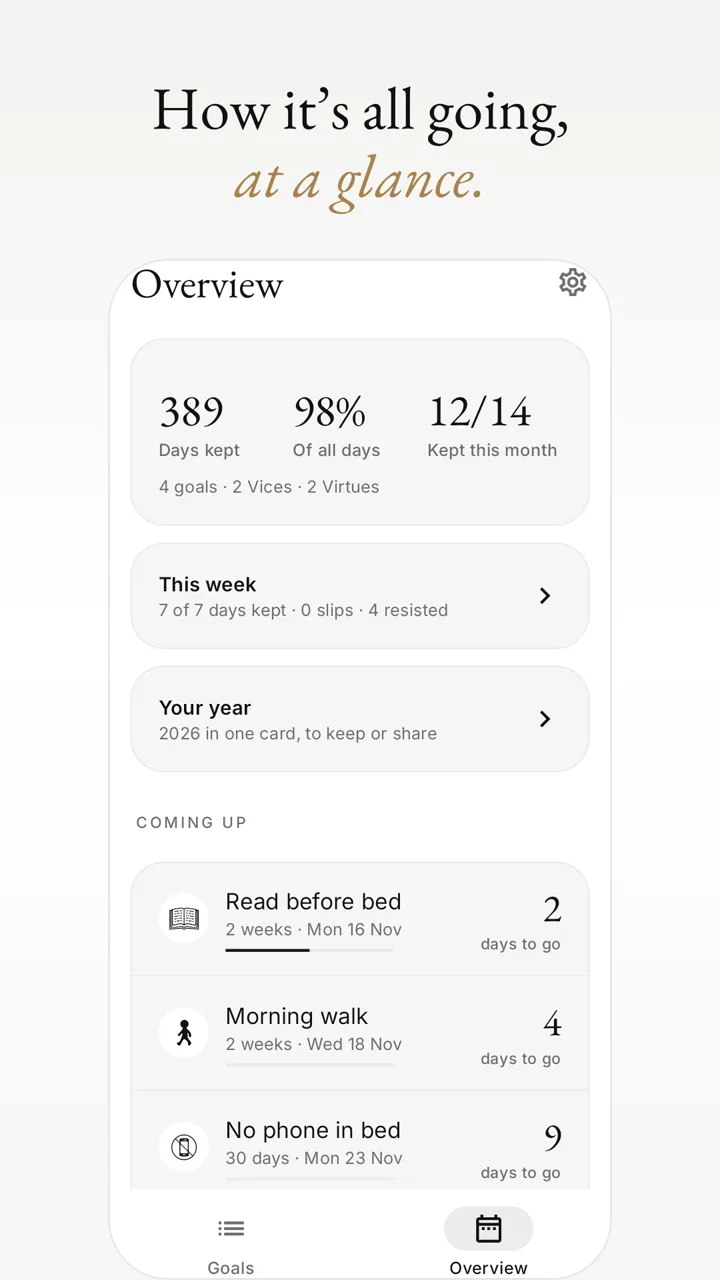 How it’s all going,
at a glance.
Overview
389 98% 12/14
Days kept Of all days Kept this month
4 goals · 2 Vices · 2 Virtues
This week
7 of 7 days kept · 0 slips · 4 resisted
Your year
2026 in one card, to keep or share
COMING UP
Read before bed
2 weeks · Mon 16 Nov
2
days to go
Morning walk
2 weeks · Wed 18 Nov
4
days to go
No phone in bed
30 days · Mon 23 Nov
9
days to go
Goals Overview